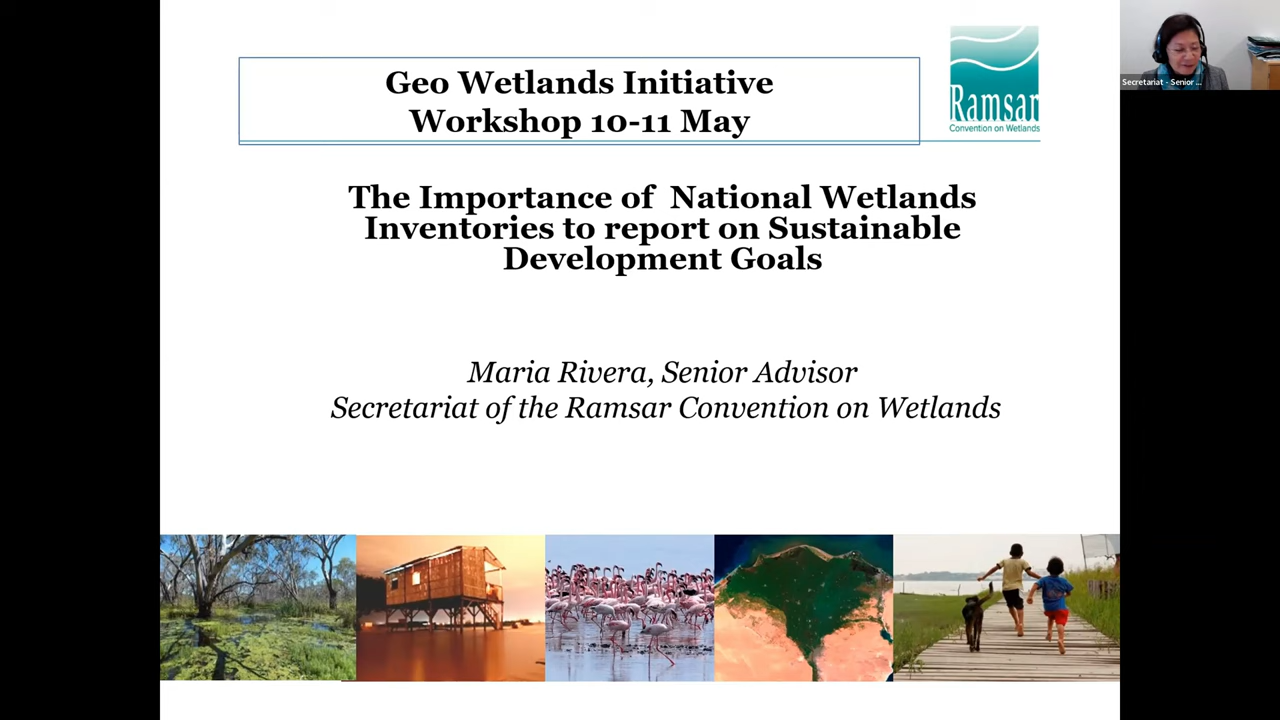 Geo Wetlands Initiative
Workshop 10-11 May
Ramsar
Convention on Wetlands
Secretariat - Senior ...
The Importance of National Wetlands
Inventories to report on Sustainable
Development Goals
Maria Rivera, Senior Advisor
Secretariat of the Ramsar Convention on Wetlands